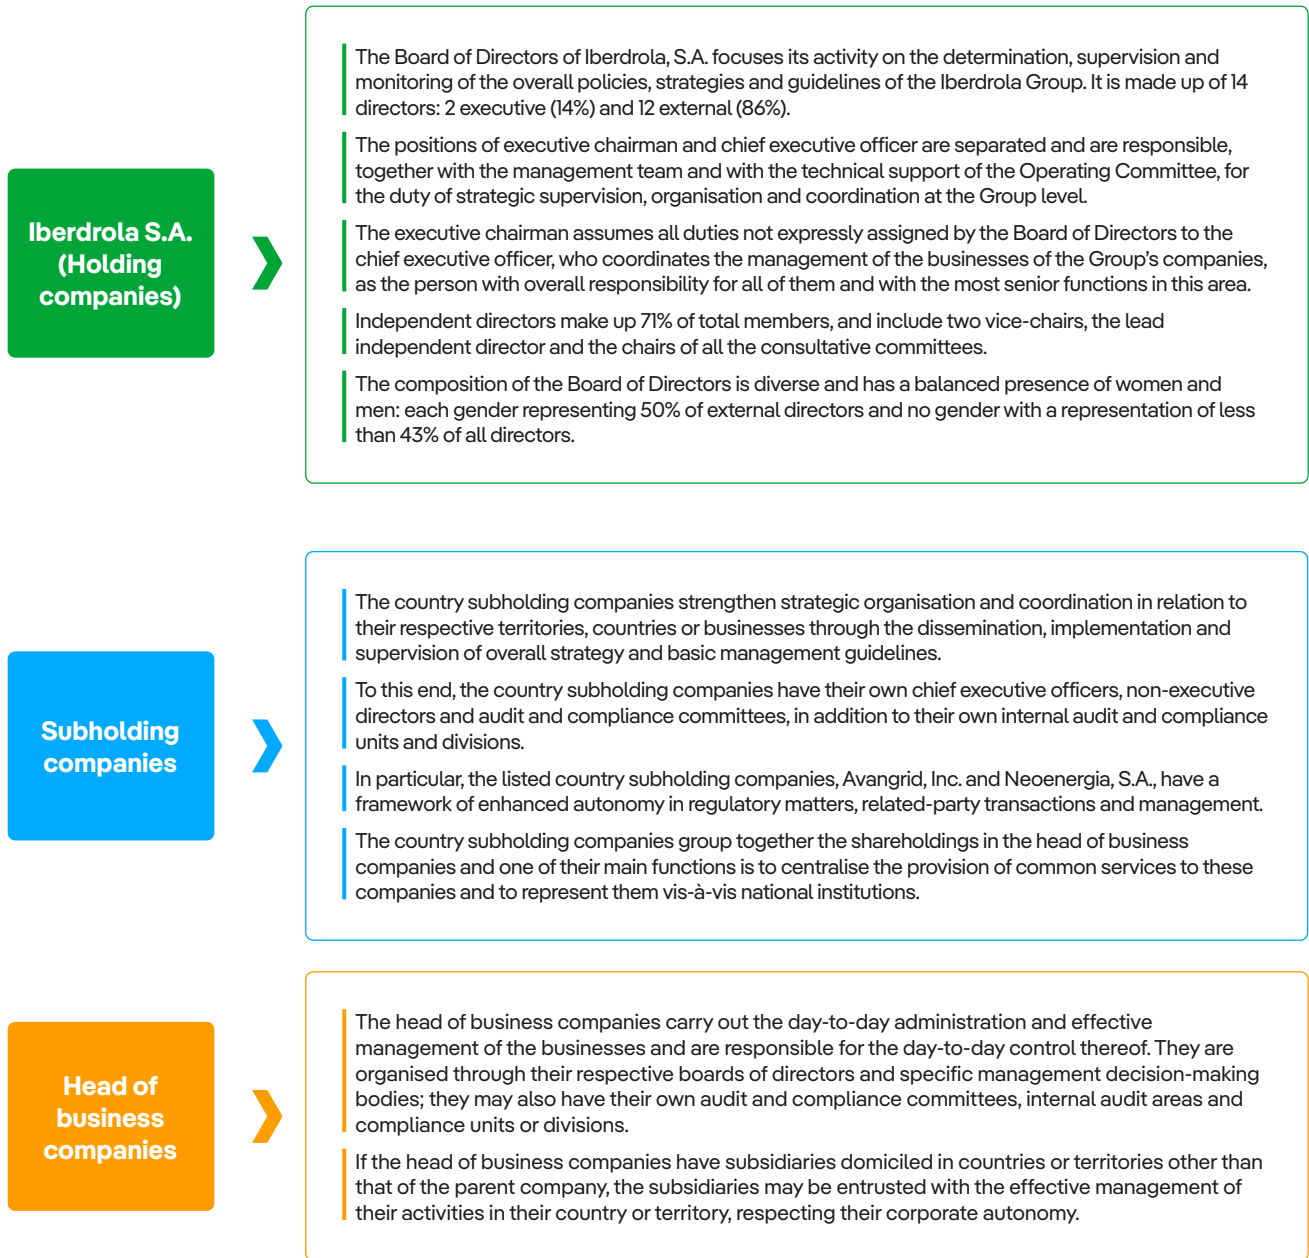 Iberdrola S.A.
(Holding
companies)
The Board of Directors of Iberdrola, S.A. focuses its activity on the determination, supervision and
monitoring of the overall policies, strategies and guidelines of the Iberdrola Group. It is made up of 14
directors: 2 executive (14%) and 12 external (86%).
The positions of executive chairman and chief executive officer are separated and are responsible,
together with the management team and with the technical support of the Operating Committee, for
the duty of strategic supervision, organisation and coordination at the Group level.
The executive chairman assumes all duties not expressly assigned by the Board of Directors to the
chief executive officer, who coordinates the management of the businesses of the Group's companies,
as the person with overall responsibility for all of them and with the most senior functions in this area.
Independent directors make up 71% of total members, and include two vice-chairs, the lead
independent director and the chairs of all the consultative committees.
The composition of the Board of Directors is diverse and has a balanced presence of women and
men: each gender representing 50% of external directors and no gender with a representation of less
than 43% of all directors.
Subholding
companies
The country subholding companies strengthen strategic organisation and coordination in relation to
their respective territories, countries or businesses through the dissemination, implementation and
supervision of overall strategy and basic management guidelines.
To this end, the country subholding companies have their own chief executive officers, non-executive
directors and audit and compliance committees, in addition to their own internal audit and compliance
units and divisions.
In particular, the listed country subholding companies, Avangrid, Inc. and Neoenergia, S.A., have a
framework of enhanced autonomy in regulatory matters, related-party transactions and management.
The country subholding companies group together the shareholdings in the head of business
companies and one of their main functions is to centralise the provision of common services to these
companies and to represent them vis-à-vis national institutions.
Head of
business
companies
The head of business companies carry out the day-to-day administration and effective
management of the businesses and are responsible for the day-to-day control thereof. They are
organised through their respective boards of directors and specific management decision-making
bodies; they may also have their own audit and compliance committees, internal audit areas and
compliance units or divisions.
If the head of business companies have subsidiaries domiciled in countries or territories other than
that of the parent company, the subsidiaries may be entrusted with the effective management of
their activities in their country or territory, respecting their corporate autonomy.